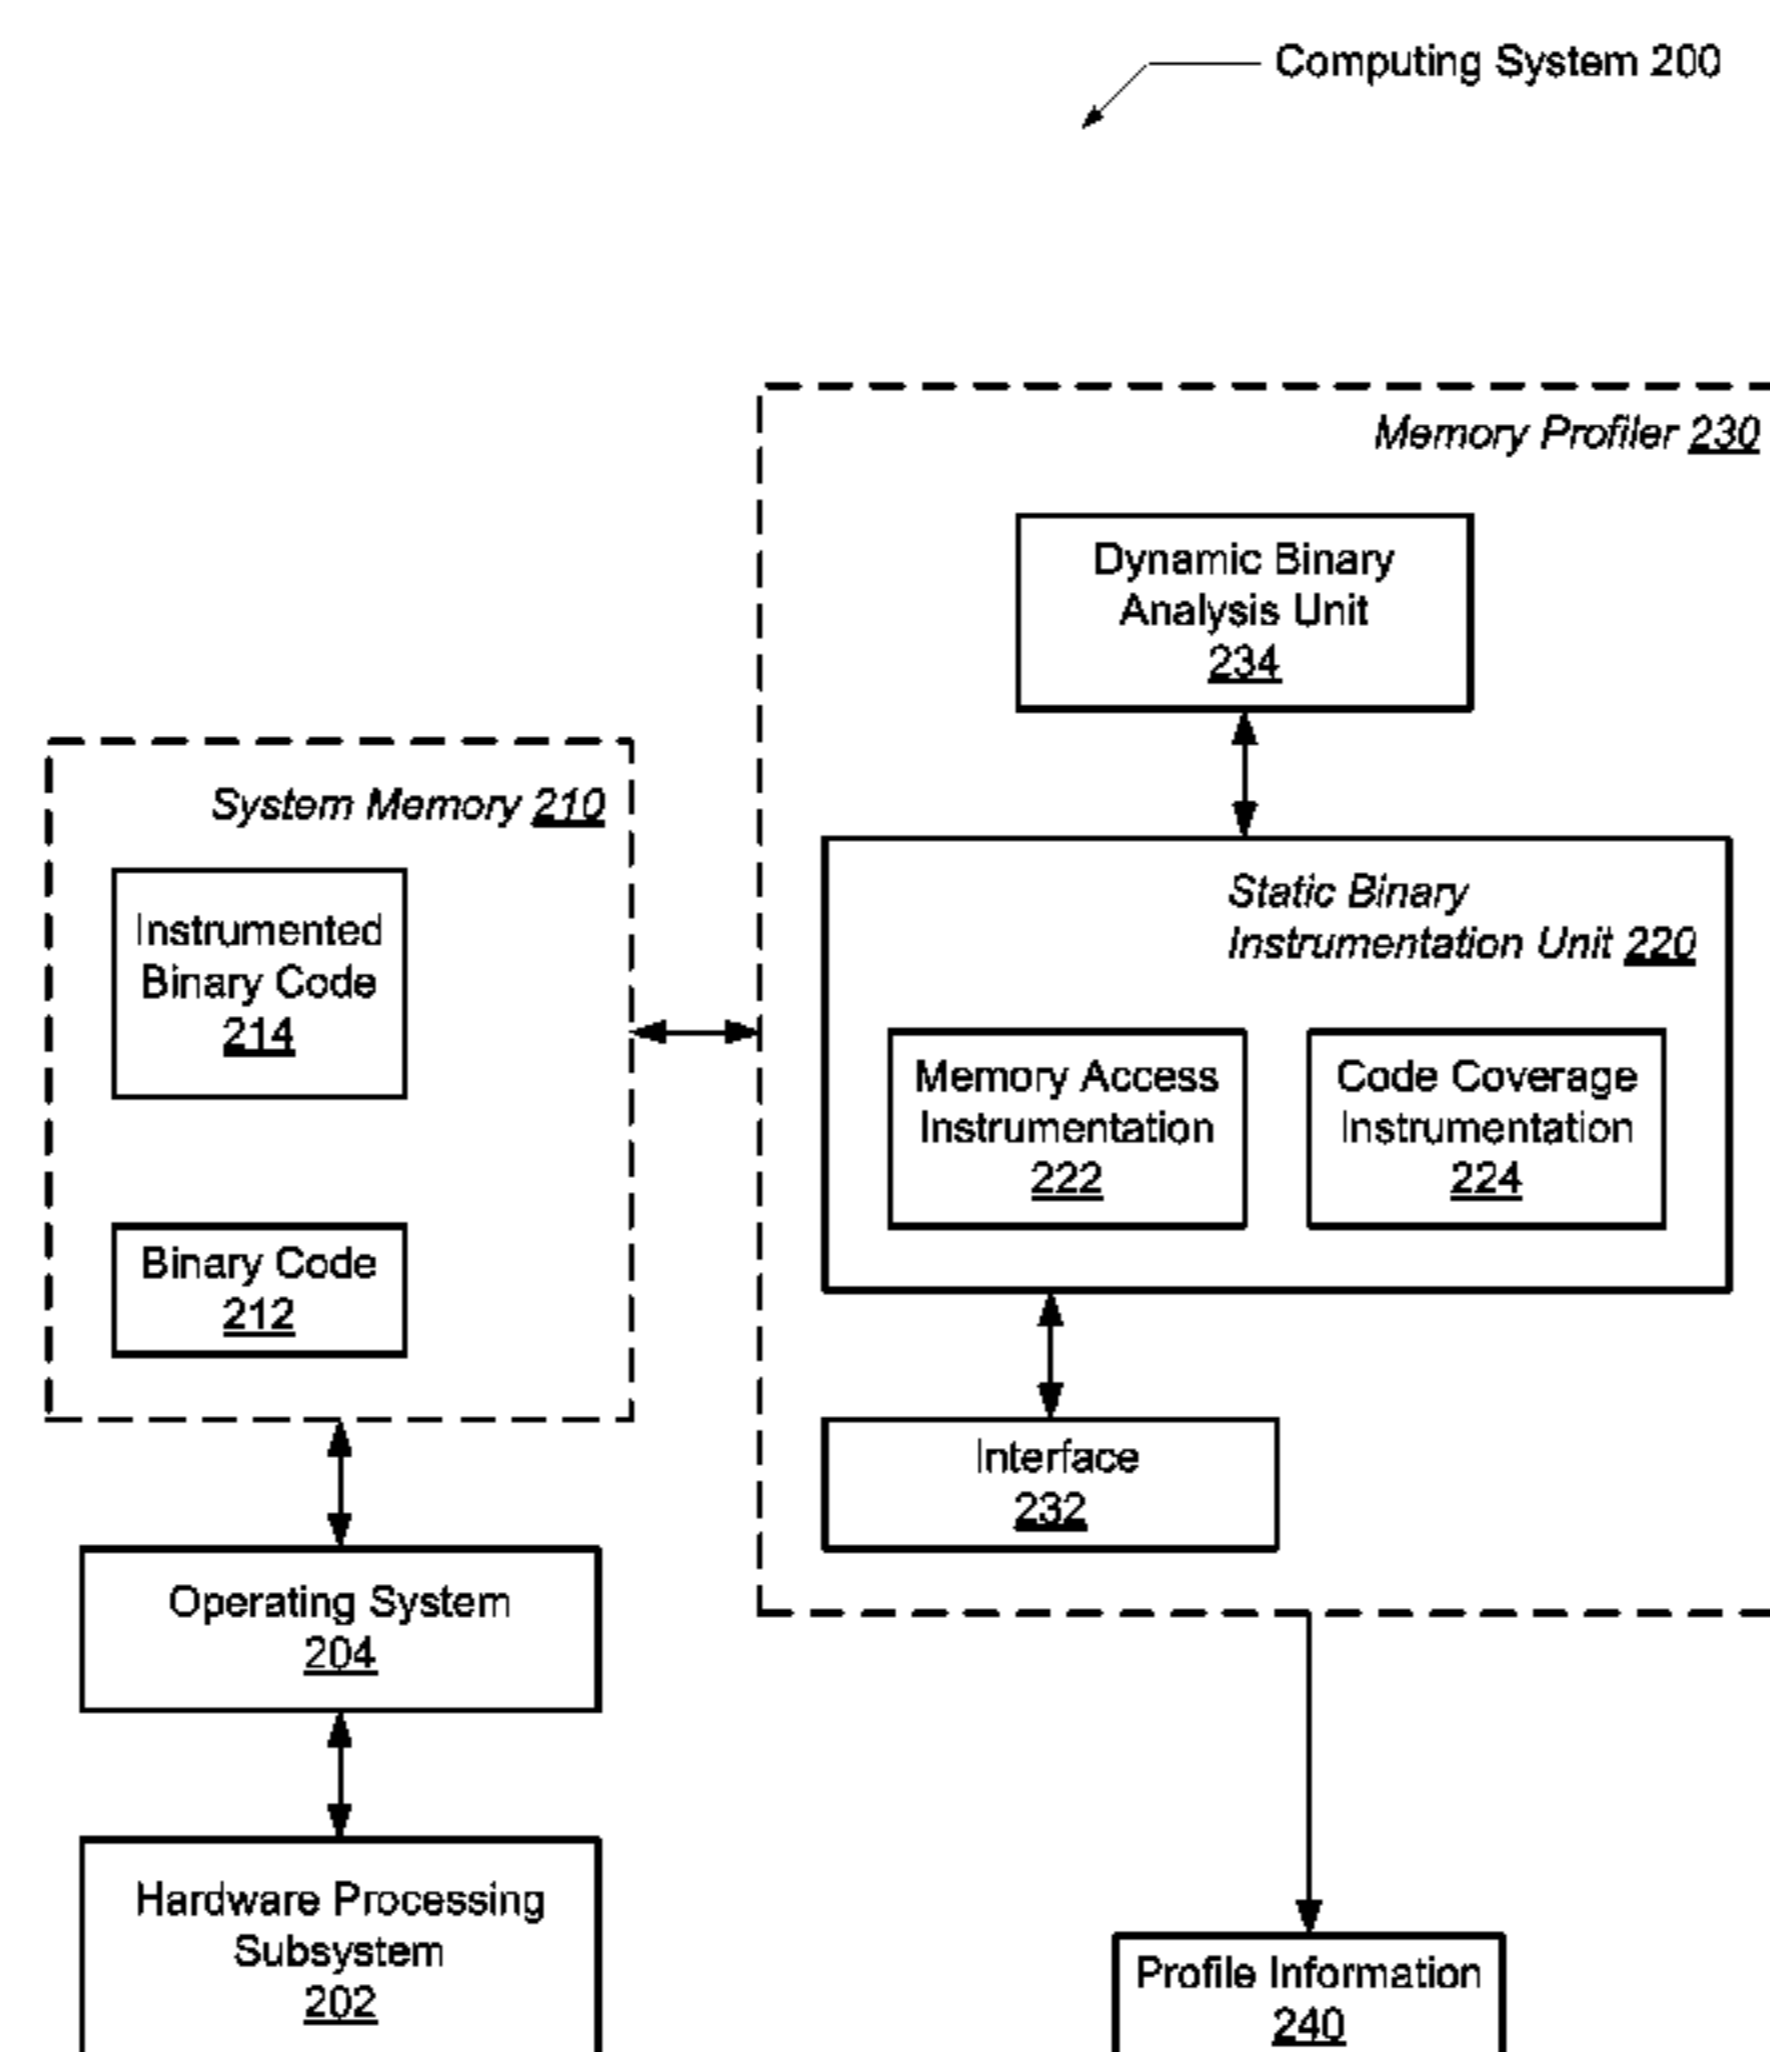 Computing System 200
Memory Profiler 230
Dynamic Binary
Analysis Unit
234
System Memory 210
Instrumented
Binary Code
214
Binary Code
212
Static Binary
Instrumentation Unit 220
Memory Access
Instrumentation
222
Code Coverage
Instrumentation
224
Interface
232
Operating System
204
Hardware Processing
Subsystem
202
Profile Information
240